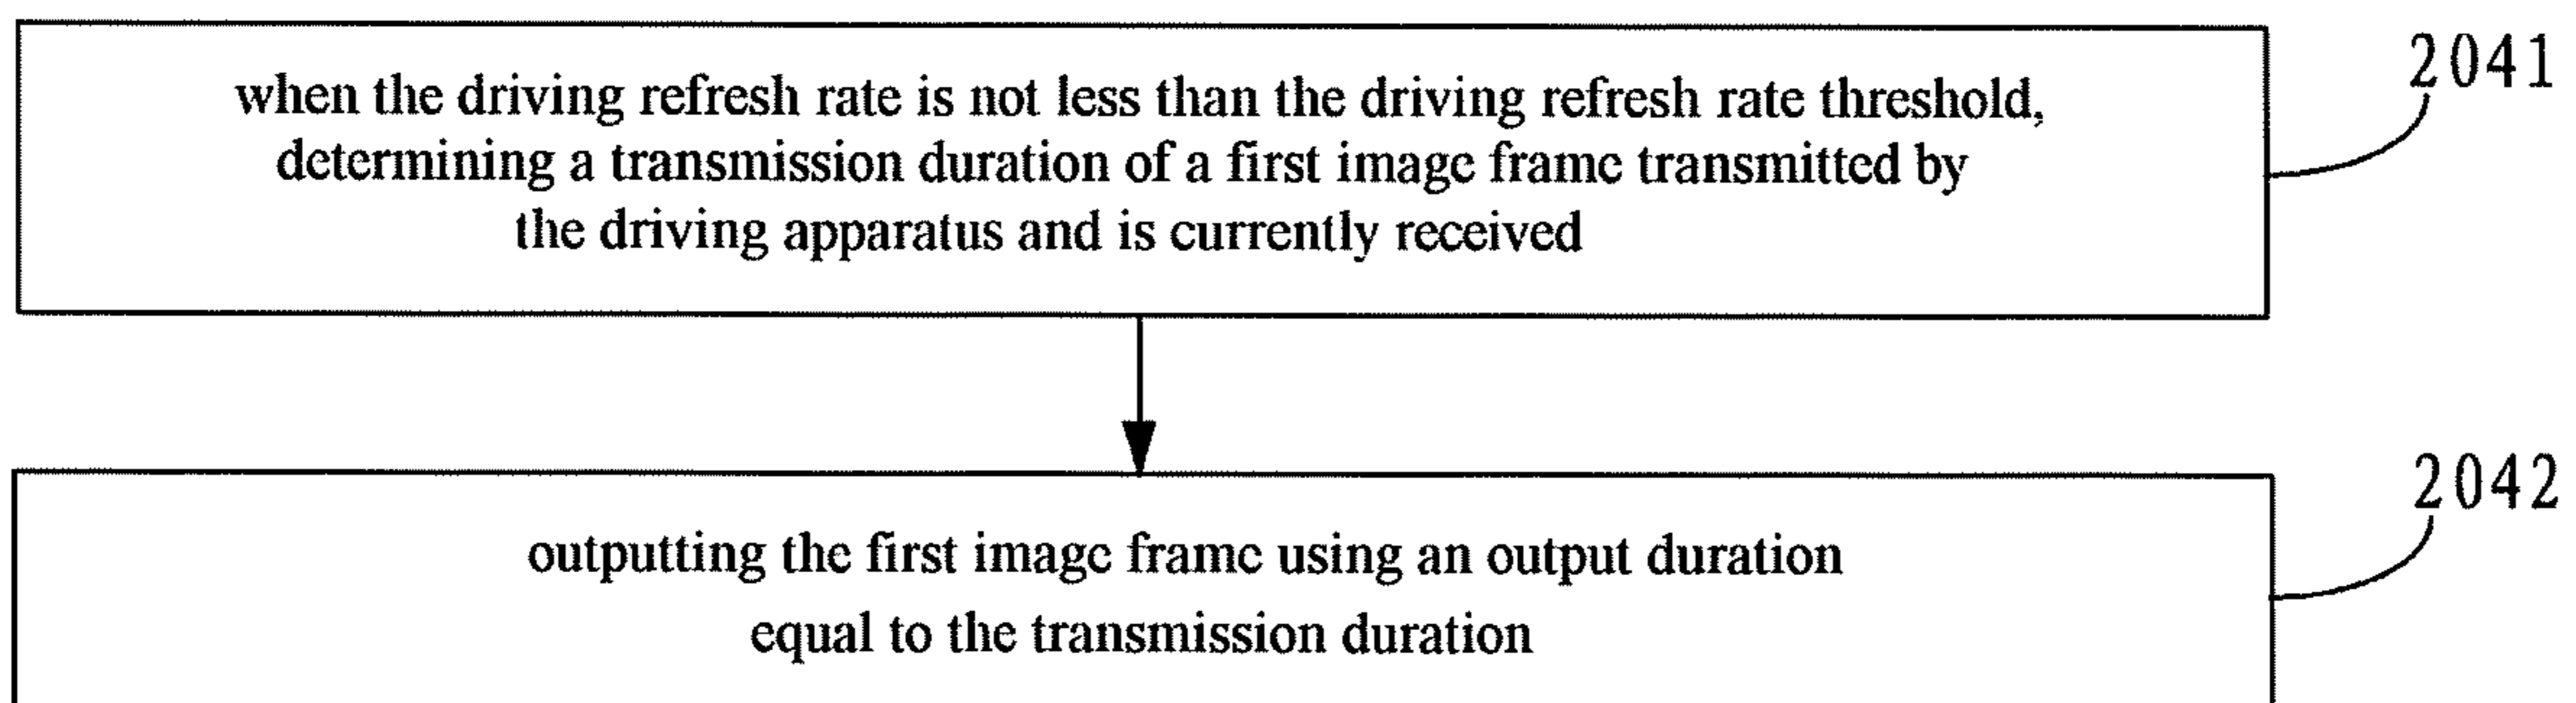 when the driving refresh rate is not less than the driving refresh rate threshold,
2041
determining a transmission duration of a first image frame transmitted by
the driving apparatus and is currently received
2042
outputting the first image frame using an output duration
equal to the transmission duration